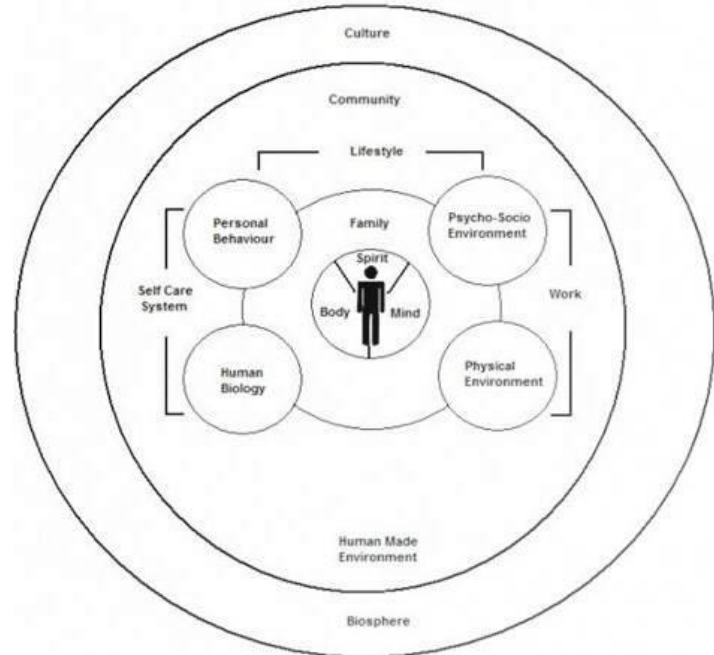 Culture
Community
Lifestyle
Personal
Behaviour
Family
Psycho-Socio
Environment
Spirit
Self Care
System
Body
Mind
Work
Human
Biology
Physical
Environment
Human Made
Environment
Biosphere